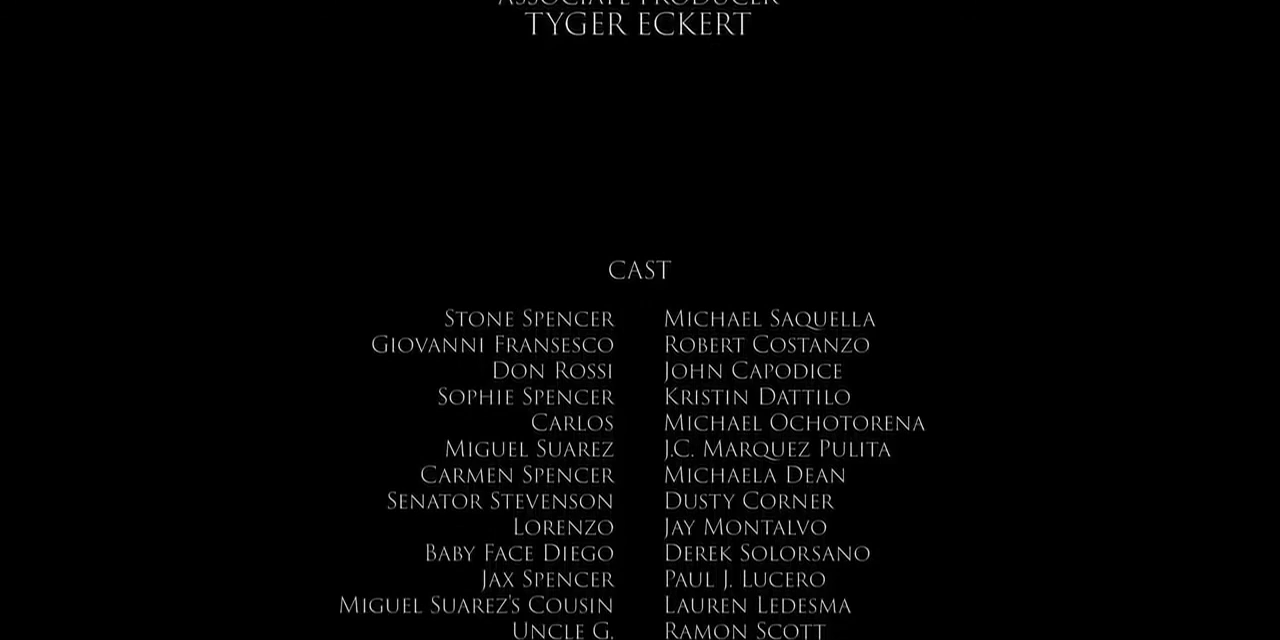 ASSOCIATE PRODUCER
TYGER ECKERT
CAST
STONE SPENCER MICHAEL SAQUELLA
GIOVANNI FRANSESCO ROBERT COSTANZO
DON ROSSI JOHN CAPODICE
SOPHIE SPENCER KRISTIN DATTILO
CARLOS MICHAEL OCHOTORENA
MIGUEL SUAREZ J.C. MARQUEZ PULITA
CARMEN SPENCER MICHAELA DEAN
SENATOR STEVENSON DUSTY CORNER
LORENZO JAY MONTALVO
BABY FACE DIEGO DEREK SOLORSANO
JAX SPENCER PAUL J. LUCERO
MIGUEL SUAREZ'S COUSIN LAUREN LEDESMA
UNCLE G. RAMON SCOTT